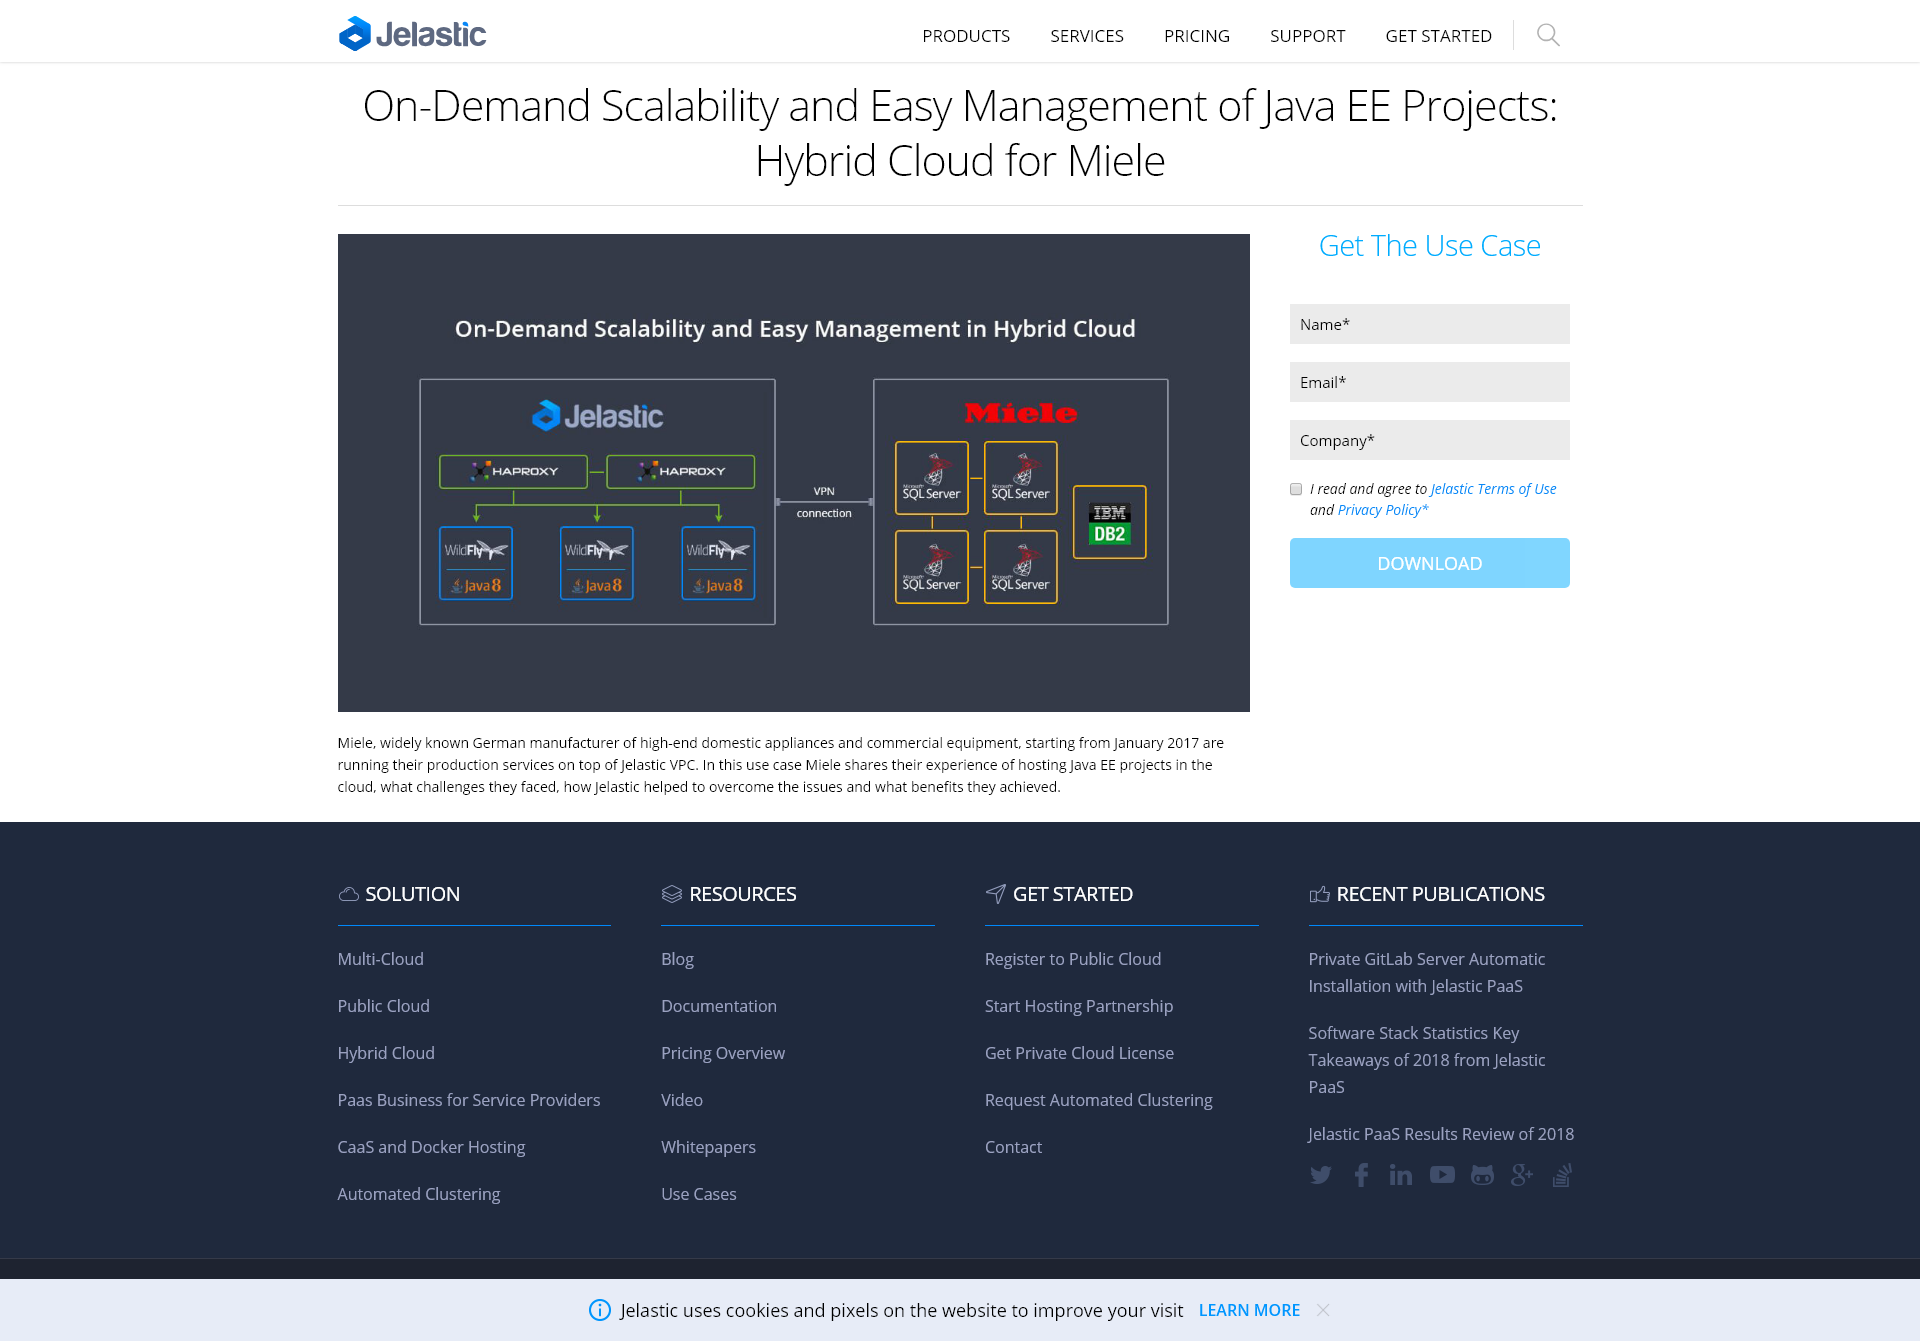 Jelastic
PRODUCTS
SERVICES
PRICING
SUPPORT
GET STARTED
On-Demand Scalability and Easy Management of Java EE Projects:
Hybrid Cloud for Miele
On-Demand Scalability and Easy Management in Hybrid Cloud
Jelastic
HAPROXY
HAPROXY
WildFly
Java 8
WildFly
Java 8
WildFly
Java 8
VPN
connection
Miele
Microsoft
SQL Server
Microsoft
SQL Server
Microsoft
SQL Server
Microsoft
SQL Server
IBM
DB2
Get The Use Case
Name*
Email*
Company*
I read and agree to Jelastic Terms of Use
and Privacy Policy*
DOWNLOAD
Miele, widely known German manufacturer of high-end domestic appliances and commercial equipment, starting from January 2017 are
running their production services on top of Jelastic VPC. In this use case Miele shares their experience of hosting Java EE projects in the
cloud, what challenges they faced, how Jelastic helped to overcome the issues and what benefits they achieved.
SOLUTION
Multi-Cloud
Public Cloud
Hybrid Cloud
Paas Business for Service Providers
CaaS and Docker Hosting
Automated Clustering
RESOURCES
Blog
Documentation
Pricing Overview
Video
Whitepapers
Use Cases
GET STARTED
Register to Public Cloud
Start Hosting Partnership
Get Private Cloud License
Request Automated Clustering
Contact
RECENT PUBLICATIONS
Private GitLab Server Automatic
Installation with Jelastic PaaS
Software Stack Statistics Key
Takeaways of 2018 from Jelastic
PaaS
Jelastic PaaS Results Review of 2018
Jelastic uses cookies and pixels on the website to improve your visit
LEARN MORE